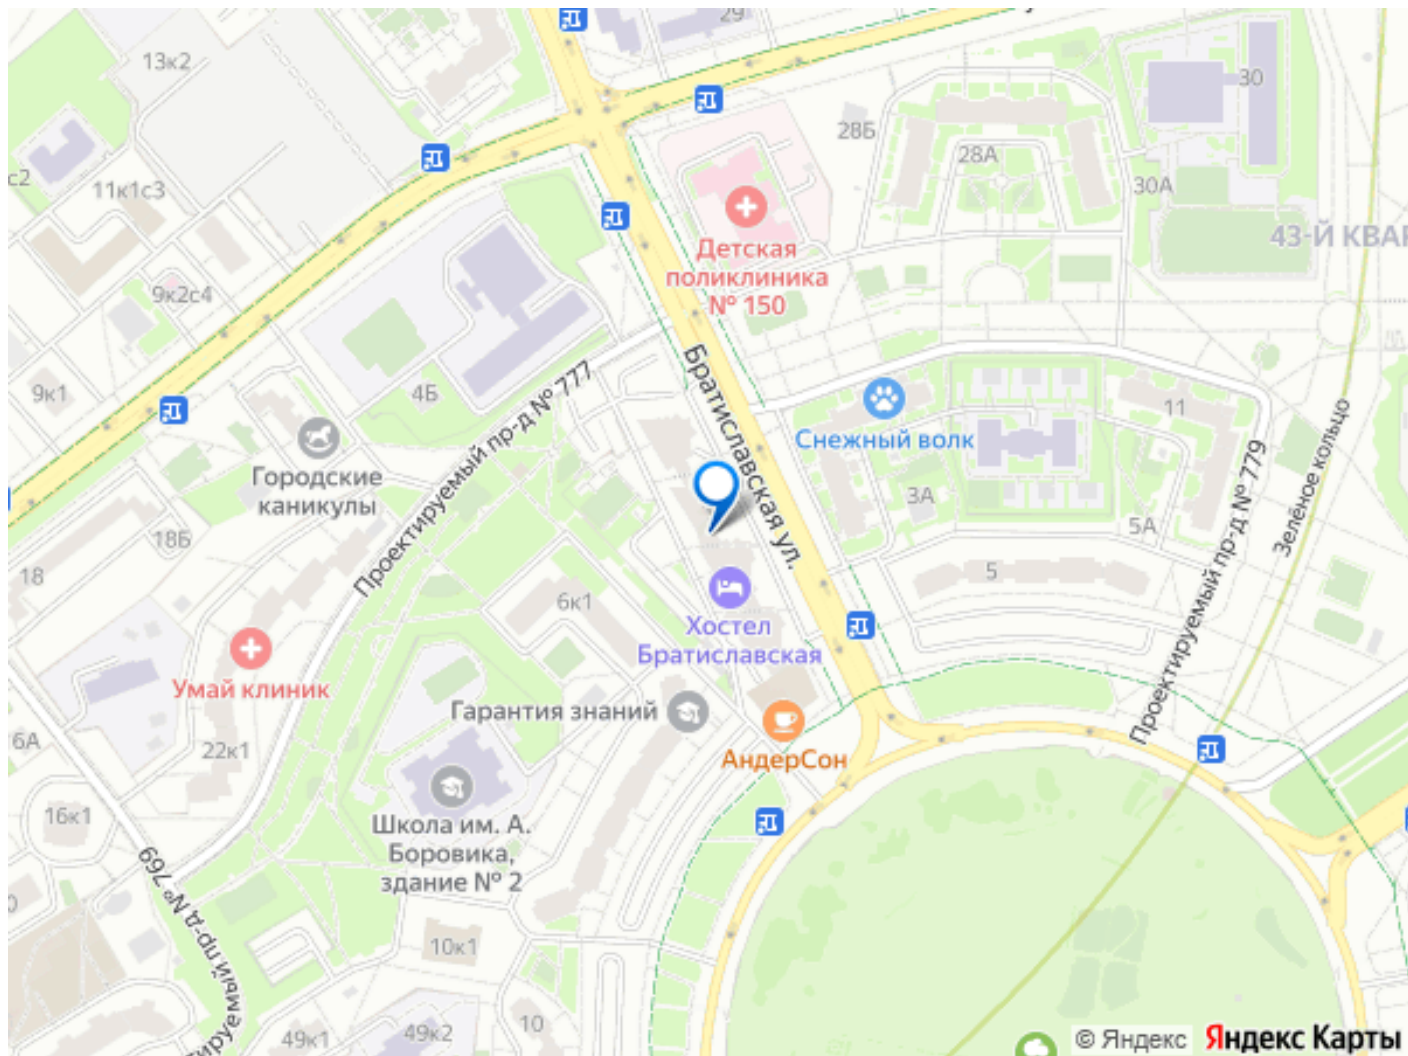 29
13к2
30
28Б
28А
с2
11к1с3
30А
43-Й КВАР
Детская
поликлиника
№ 150
9к2с4
9к1
4Б
Братиславская ул.
Проектируемый пр-д № 777
11
Снежный волк
Зелёное кольцо
Городские
каникулы
3А
5А
Проектируемый пр-д № 779
18Б
18
5
6к1
Хостел
Братиславская
Умай клиник
Гарантия знаний
6А
22к1
АндерСон
16к1
Школа им. А.
Боровика,
здание № 2
Проектируемый пр-д № 769
10к1
10
49к1
49к2
© Яндекс Яндекс Карты